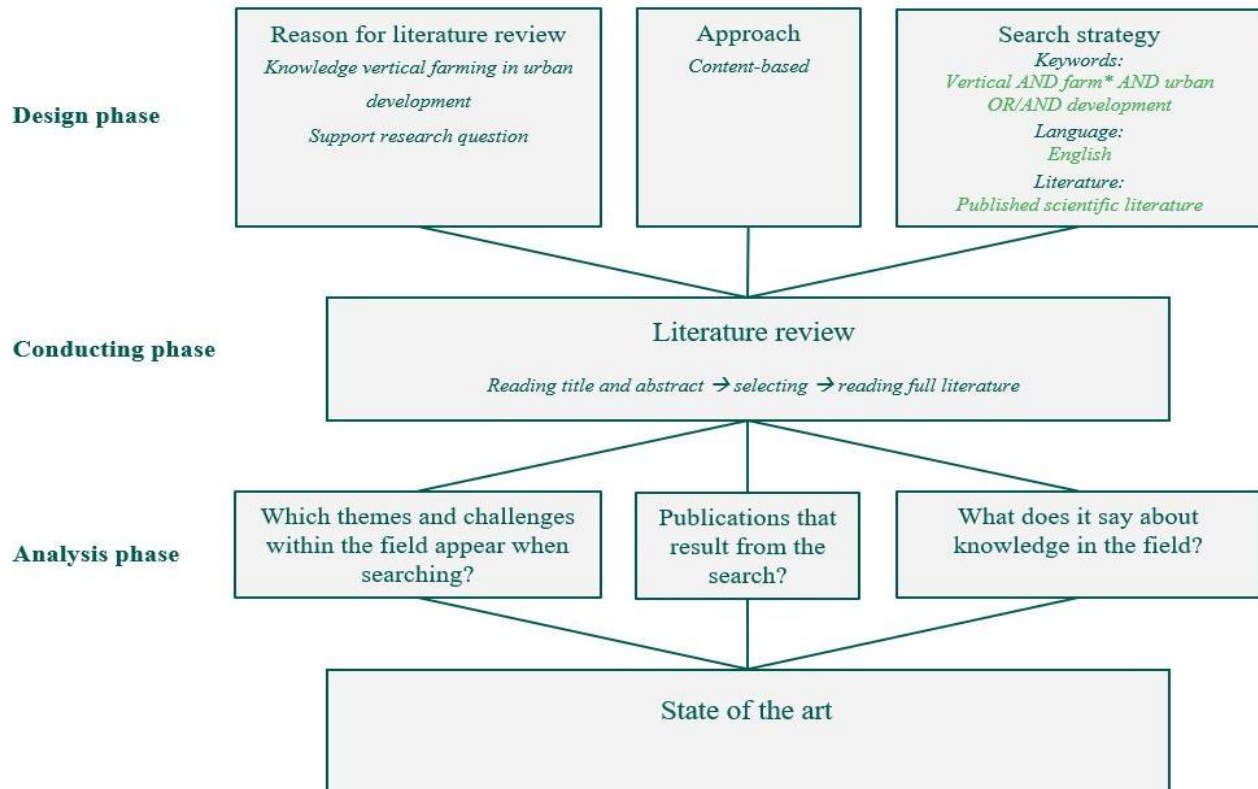 Design phase
Reason for literature review
Knowledge vertical farming in urban
development
Support research question
Approach
Content-based
Search strategy
Keywords:
Vertical AND farm* AND urban
OR/AND development
Language:
English
Literature:
Published scientific literature
Conducting phase
Literature review
Reading title and abstract → selecting → reading full literature
Analysis phase
Which themes and challenges
within the field appear when
searching?
Publications that
result from the
search?
What does it say about
knowledge in the field?
State of the art